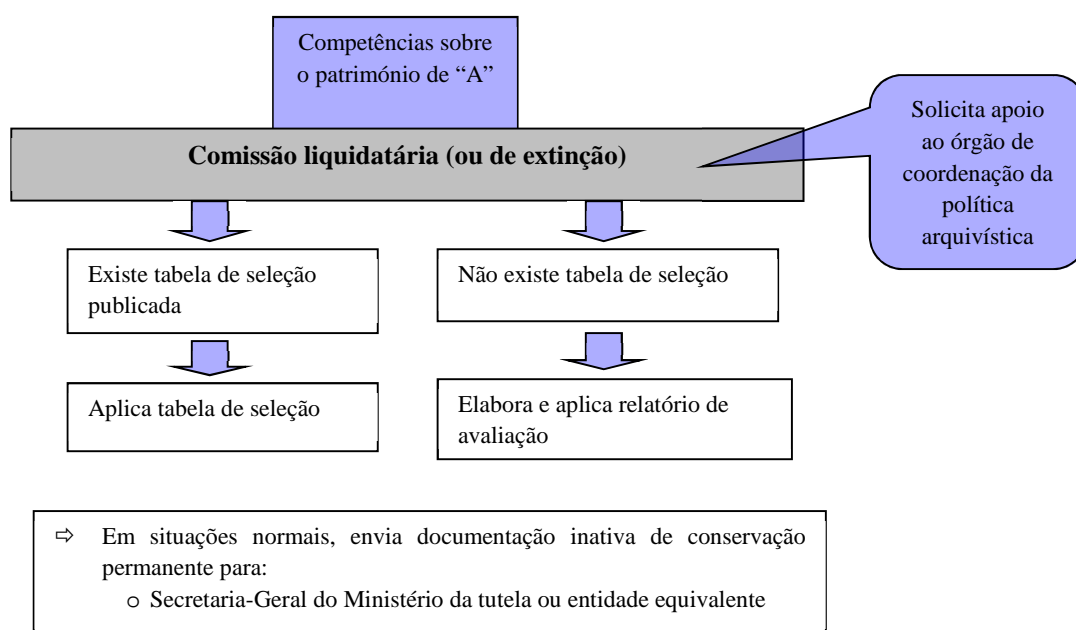 Competências sobre
o património de “A”
Comissão liquidatária (ou de extinção)
Solicita apoio
ao órgão de
coordenação da
política
arquivística
Existe tabela de seleção
publicada
Não existe tabela de seleção
Aplica tabela de seleção
Elabora e aplica relatório de
avaliação
⇨ Em situações normais, envia documentação inativa de conservação
permanente para:
o Secretaria-Geral do Ministério da tutela ou entidade equivalente